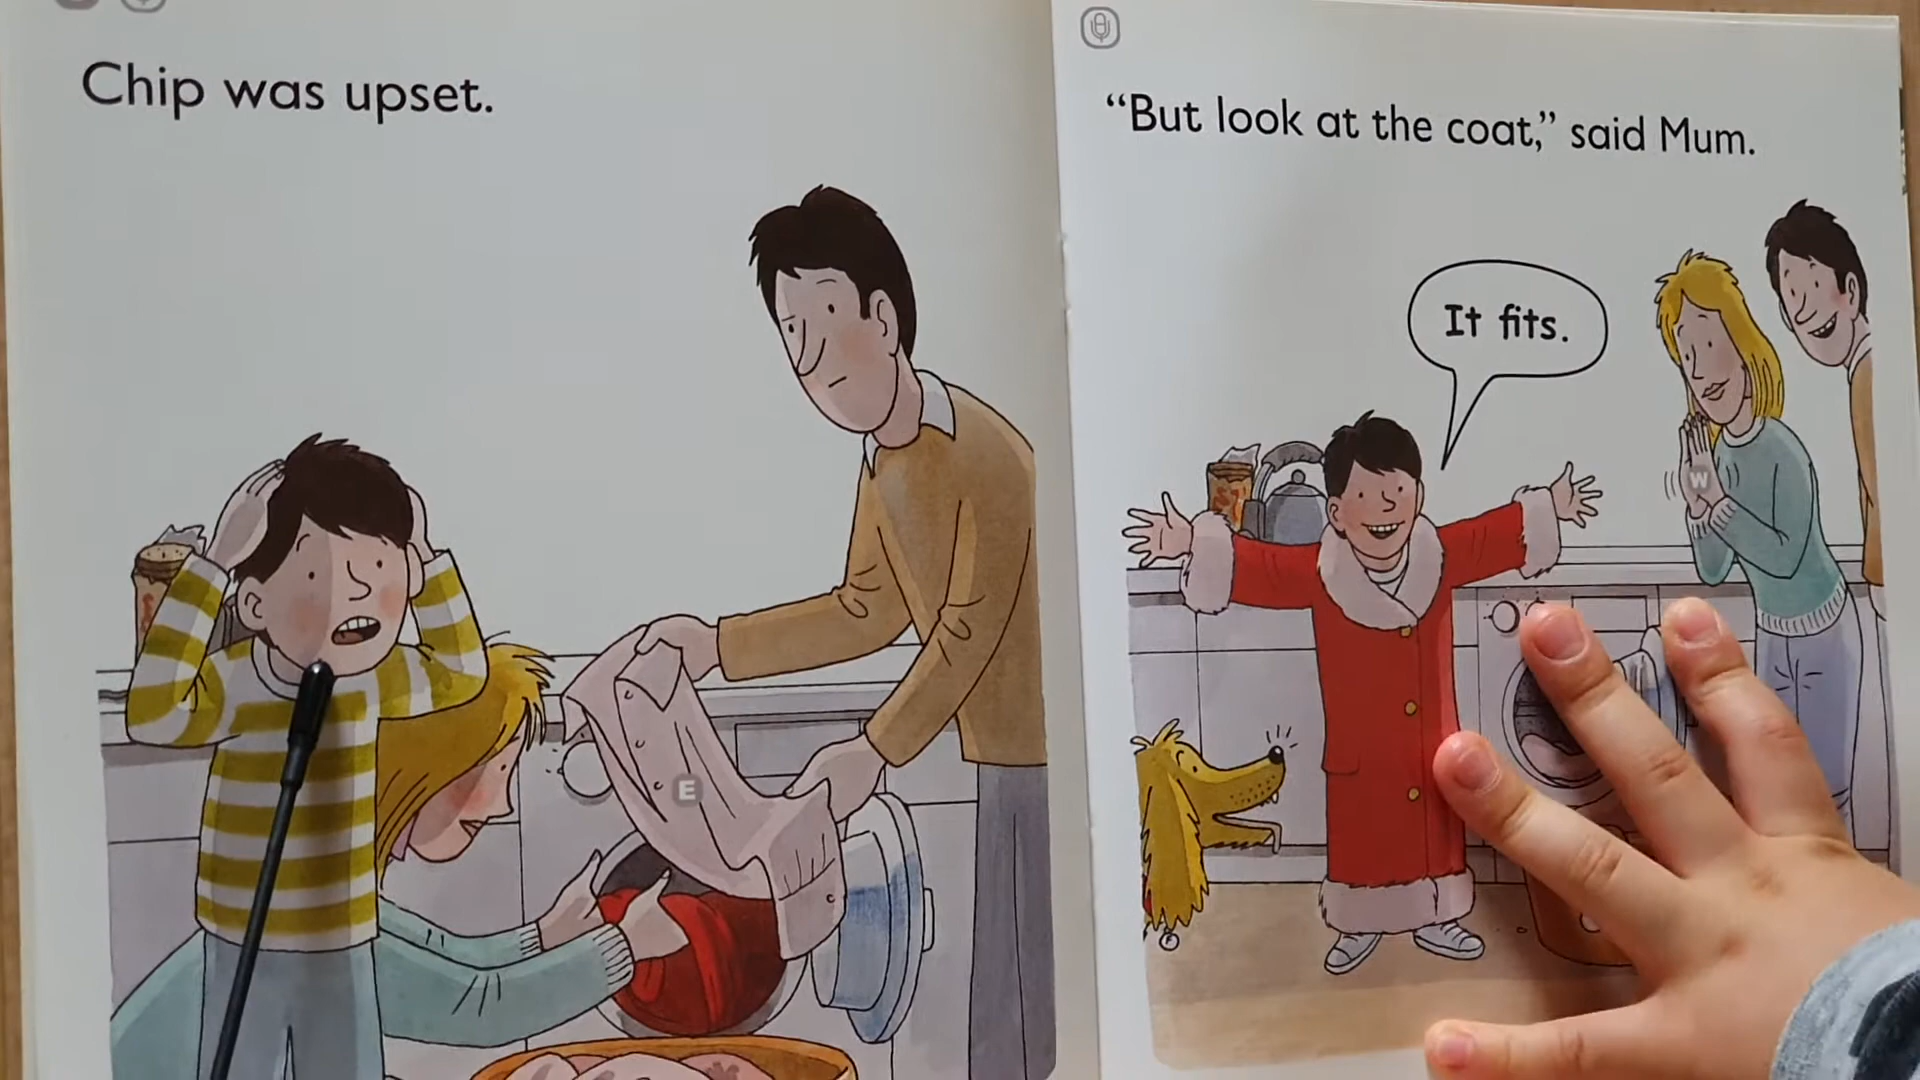 Chip was upset.
“But look at the coat,” said Mum.
It fits.
E
W